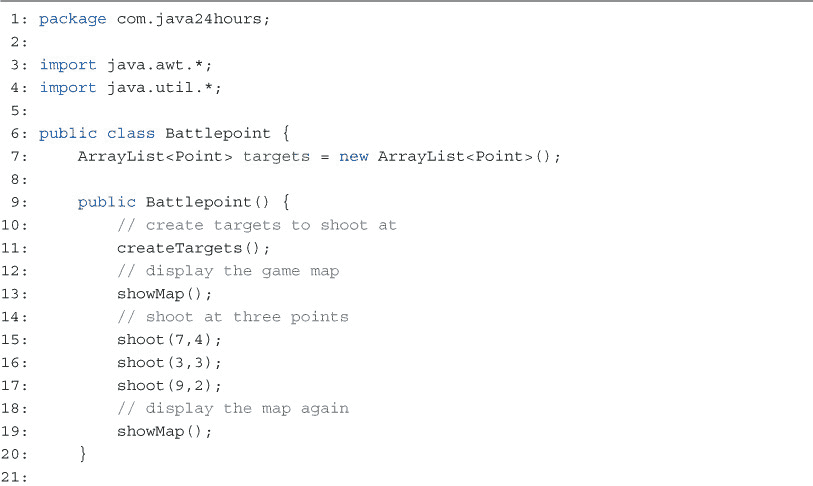 1: package com.java24hours;
2:
3: import java.awt.*;
4: import java.util.*;
5:
6: public class Battlepoint {
7:     ArrayList<Point> targets = new ArrayList<Point>();
8:
9:     public Battlepoint() {
10:         // create targets to shoot at
11:         createTargets();
12:         // display the game map
13:         showMap();
14:         // shoot at three points
15:         shoot(7,4);
16:         shoot(3,3);
17:         shoot(9,2);
18:         // display the map again
19:         showMap();
20:     }
21: